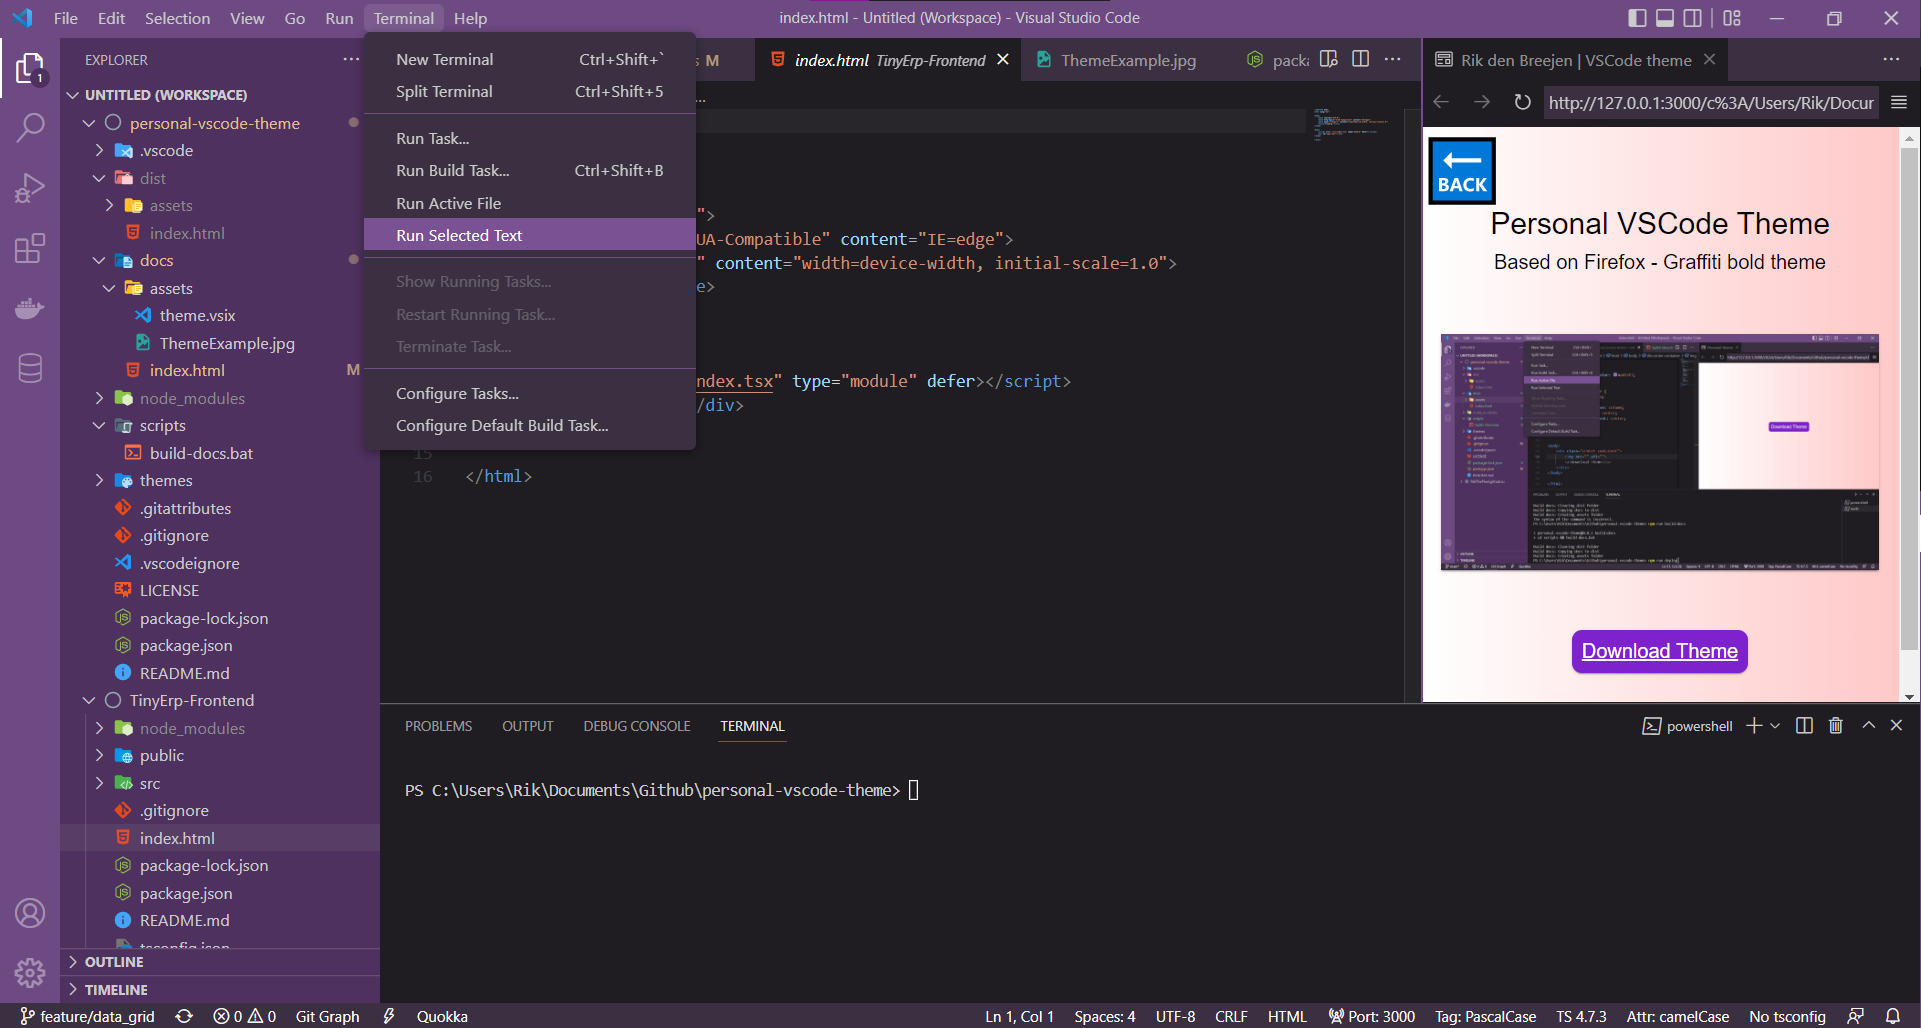 File Edit Selection View Go Run Terminal Help
index.html - Untitled (Workspace) - Visual Studio Code
EXPLORER
1
UNTITLED (WORKSPACE)
personal-vscode-theme
.vscode
dist
assets
index.html
docs
assets
theme.vsix
ThemeExample.jpg
index.html M
node_modules
scripts
build-docs.bat
themes
.gitattributes
.gitignore
.vscodeignore
LICENSE
package-lock.json
package.json
README.md
TinyErp-Frontend
node_modules
public
src
.gitignore
index.html
package-lock.json
package.json
README.md
tsconfig.json
OUTLINE
TIMELINE
New Terminal Ctrl+Shift+`
Split Terminal Ctrl+Shift+5
Run Task...
Run Build Task... Ctrl+Shift+B
Run Active File
Run Selected Text
Show Running Tasks...
Restart Running Task...
Terminate Task...
Configure Tasks...
Configure Default Build Task...
s M
index.html TinyErp-Frontend
ThemeExample.jpg
packa
...
">
UA-Compatible" content="IE=edge">
" content="width=device-width, initial-scale=1.0">
e>
ndex.tsx" type="module" defer></script>
/div>
15
16 </html>
Rik den Breejen | VSCode theme
http://127.0.0.1:3000/c%3A/Users/Rik/Docur
BACK
Personal VSCode Theme
Based on Firefox - Graffiti bold theme
Download Theme
Download Theme
PROBLEMS OUTPUT DEBUG CONSOLE TERMINAL
powershell
PS C:\Users\Rik\Documents\Github\personal-vscode-theme>
feature/data_grid 0 0 Git Graph Quokka
Ln 1, Col 1 Spaces: 4 UTF-8 CRLF HTML Port: 3000 Tag: PascalCase TS 4.7.3 Attr: camelCase No tsconfig